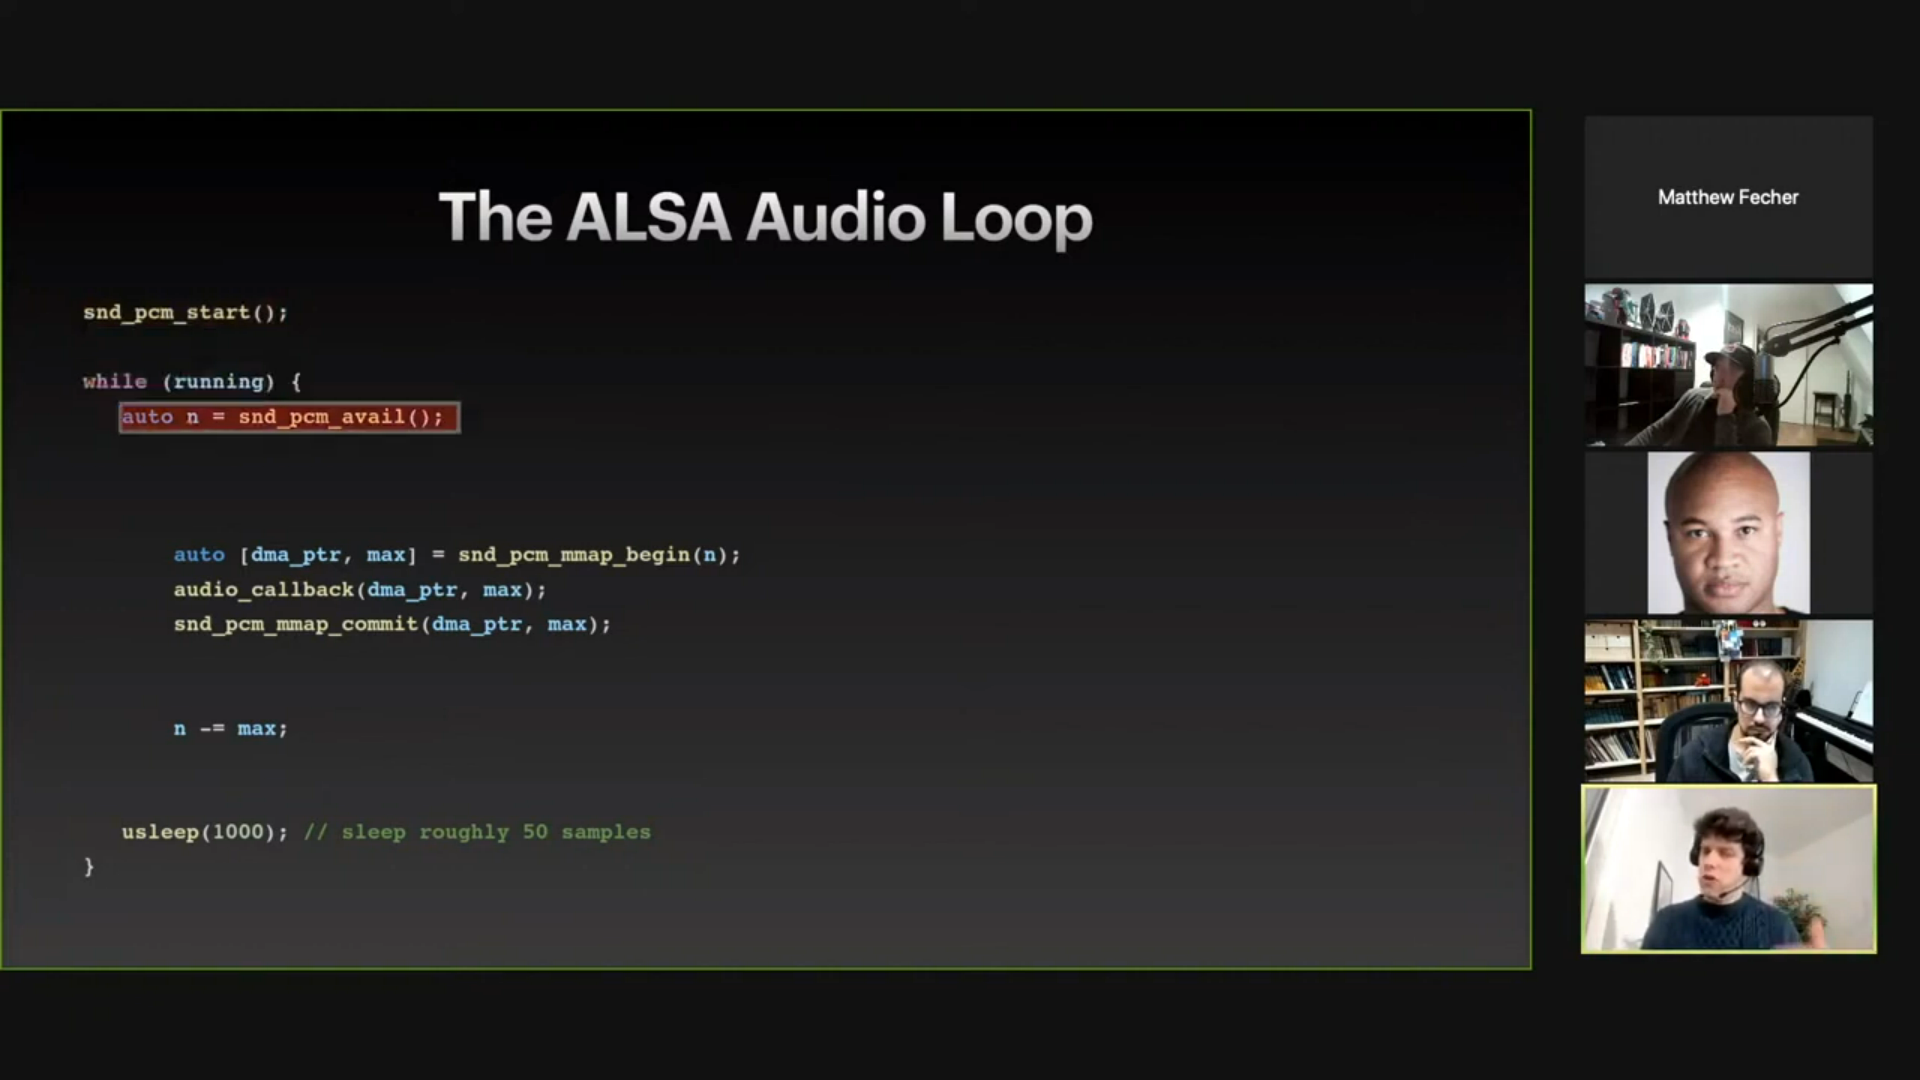 The ALSA Audio Loop
snd_pcm_start();
while (running) {
auto n = snd_pcm_avail();
auto [dma_ptr, max] = snd_pcm_mmap_begin(n);
audio_callback(dma_ptr, max);
snd_pcm_mmap_commit(dma_ptr, max);
n -= max;
usleep(1000); // sleep roughly 50 samples
}
Matthew Fecher